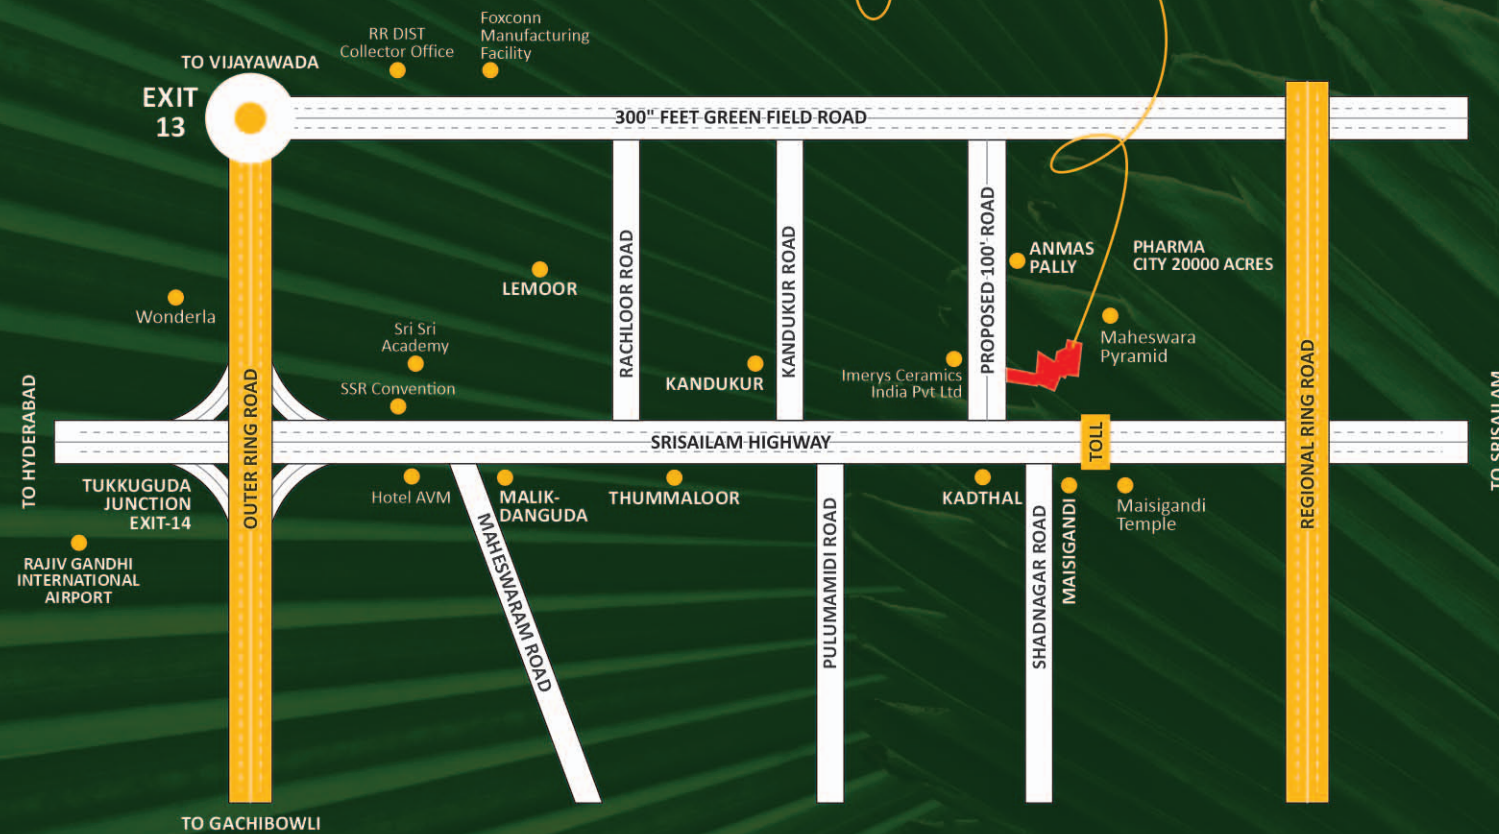 Foxconn
Manufacturing
Facility
RR DIST
Collector Office
TO VIJAYAWADA
EXIT
13
300" FEET GREEN FIELD ROAD
RACHLOOR ROAD
KANDUKUR ROAD
PROPOSED 100' ROAD
ANMAS
PALLY
PHARMA
CITY 20000 ACRES
LEMOOR
Wonderla
Sri Sri
Academy
SSR Convention
KANDUKUR
Imerys Ceramics
India Pvt Ltd
Maheswara
Pyramid
OUTER RING ROAD
REGIONAL RING ROAD
TO HYDERABAD
SRISAILAM HIGHWAY
TOLL
TO SRISAILAM
TUKKUGUDA
JUNCTION
EXIT-14
Hotel AVM
MALIK-
DANGUDA
THUMMALOOR
KADTHAL
MAISIGANDI
Maisigandi
Temple
RAJIV GANDHI
INTERNATIONAL
AIRPORT
MAHESWARAM ROAD
PULUMAMIDI ROAD
SHADNAGAR ROAD
TO GACHIBOWLI